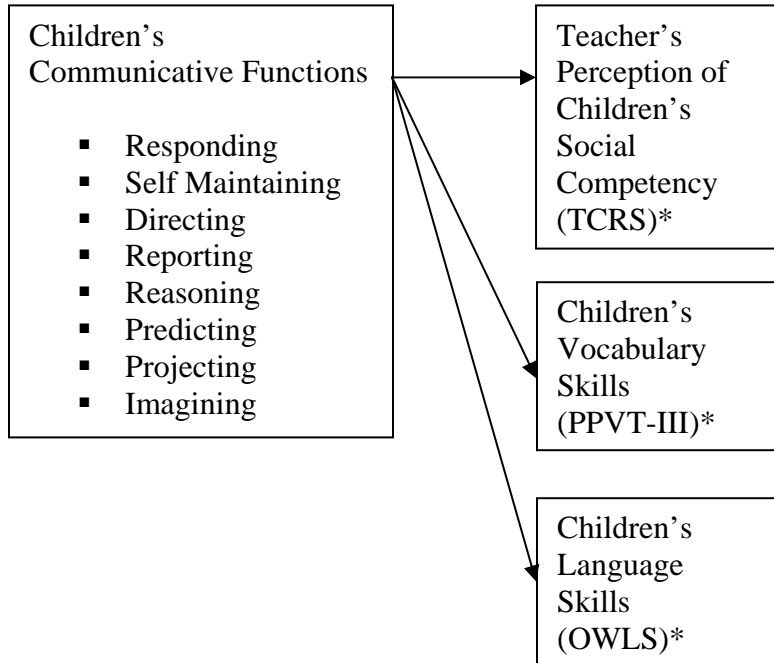 Children’s
Communicative Functions
▪ Responding
▪ Self Maintaining
▪ Directing
▪ Reporting
▪ Reasoning
▪ Predicting
▪ Projecting
▪ Imagining
Teacher’s
Perception of
Children’s
Social
Competency
(TCRS)*
Children’s
Vocabulary
Skills
(PPVT-III)*
Children’s
Language
Skills
(OWLS)*